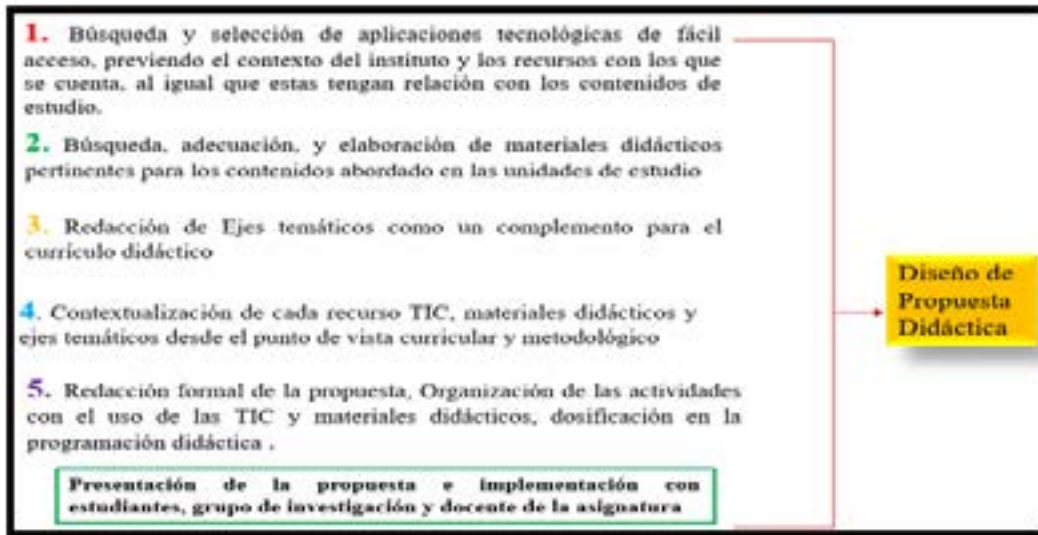 1. Búsqueda y selección de aplicaciones tecnológicas de fácil
acceso, previendo el contexto del instituto y los recursos con los que
se cuenta, al igual que estas tengan relación con los contenidos de
estudio.
2. Búsqueda, adecuación, y elaboración de materiales didácticos
pertinentes para los contenidos abordado en las unidades de estudio
3. Redacción de Ejes temáticos como un complemento para el
currículo didáctico
4. Contextualización de cada recurso TIC, materiales didácticos y
ejes temáticos desde el punto de vista curricular y metodológico
5. Redacción formal de la propuesta, Organización de las actividades
con el uso de las TIC y materiales didácticos, dosificación en la
programación didáctica .
Presentación de la propuesta e implementación con
estudiantes, grupo de investigación y docente de la asignatura
Diseño de
Propuesta
Didáctica